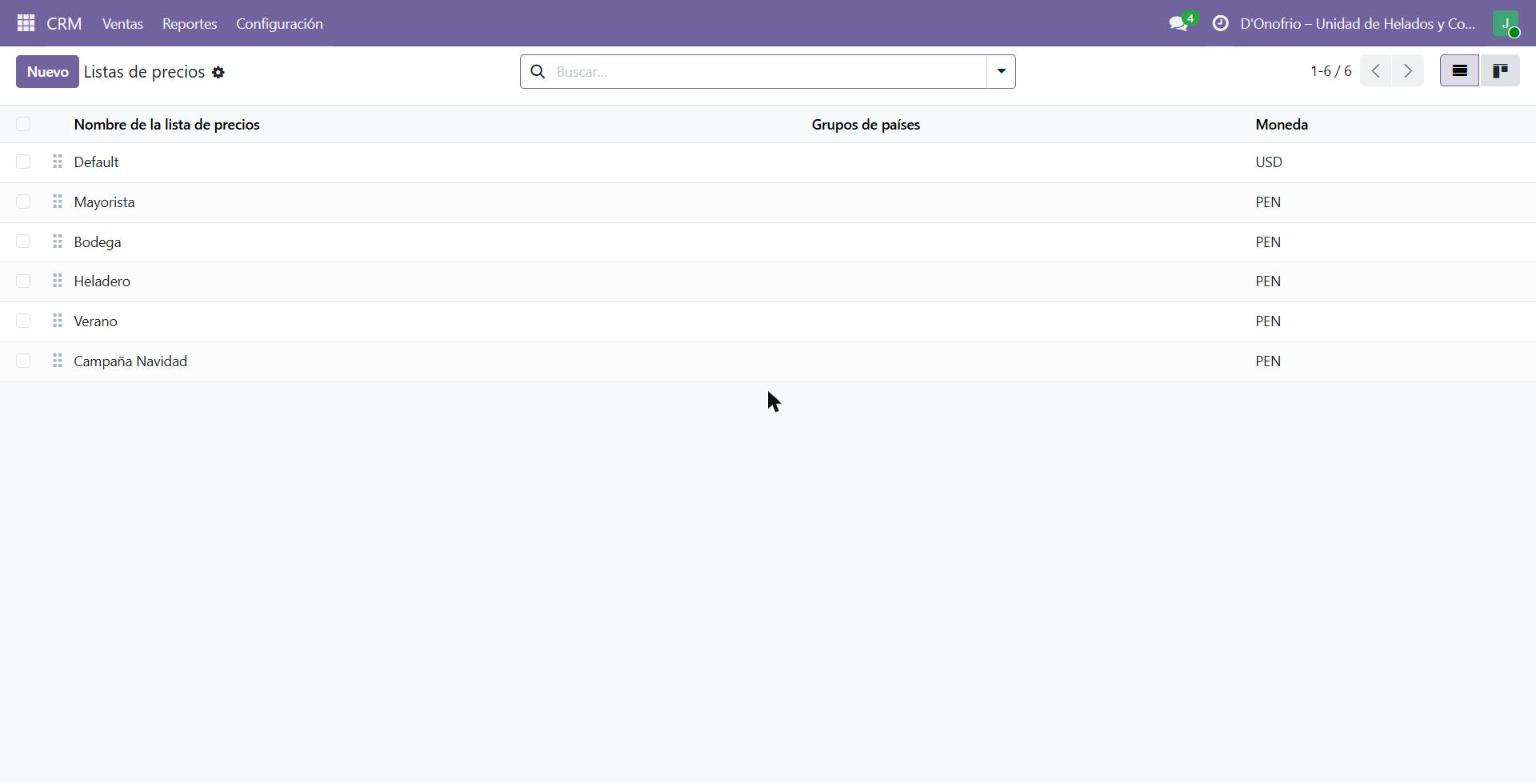 CRM Ventas Reportes Configuración 4 D'Onofrio – Unidad de Helados y Co... J
Nuevo Listas de precios Buscar... 1-6 / 6
Nombre de la lista de precios Grupos de países Moneda
Default USD
Mayorista PEN
Bodega PEN
Heladero PEN
Verano PEN
Campaña Navidad PEN